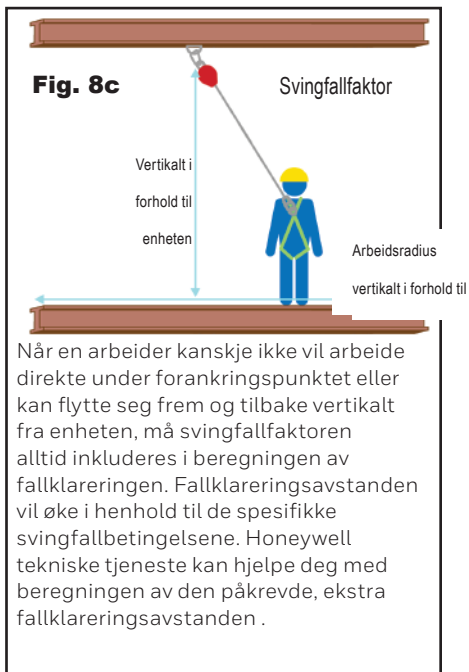 Fig. 8c
Svingfallfaktor
Vertikalt i
forhold til
enheten
Arbeidsradius
vertikalt i forhold til
Når en arbeider kanskje ikke vil arbeide
direkte under forankringspunktet eller
kan flytte seg frem og tilbake vertikalt
fra enheten, må svingfallfaktoren
alltid inkluderes i beregningen av
fallklareringen. Fallklareringsavstanden
vil øke i henhold til de spesifikke
svingfallbetingelsene. Honeywell
tekniske tjeneste kan hjelpe deg med
beregningen av den påkrevde, ekstra
fallklareringsavstanden .